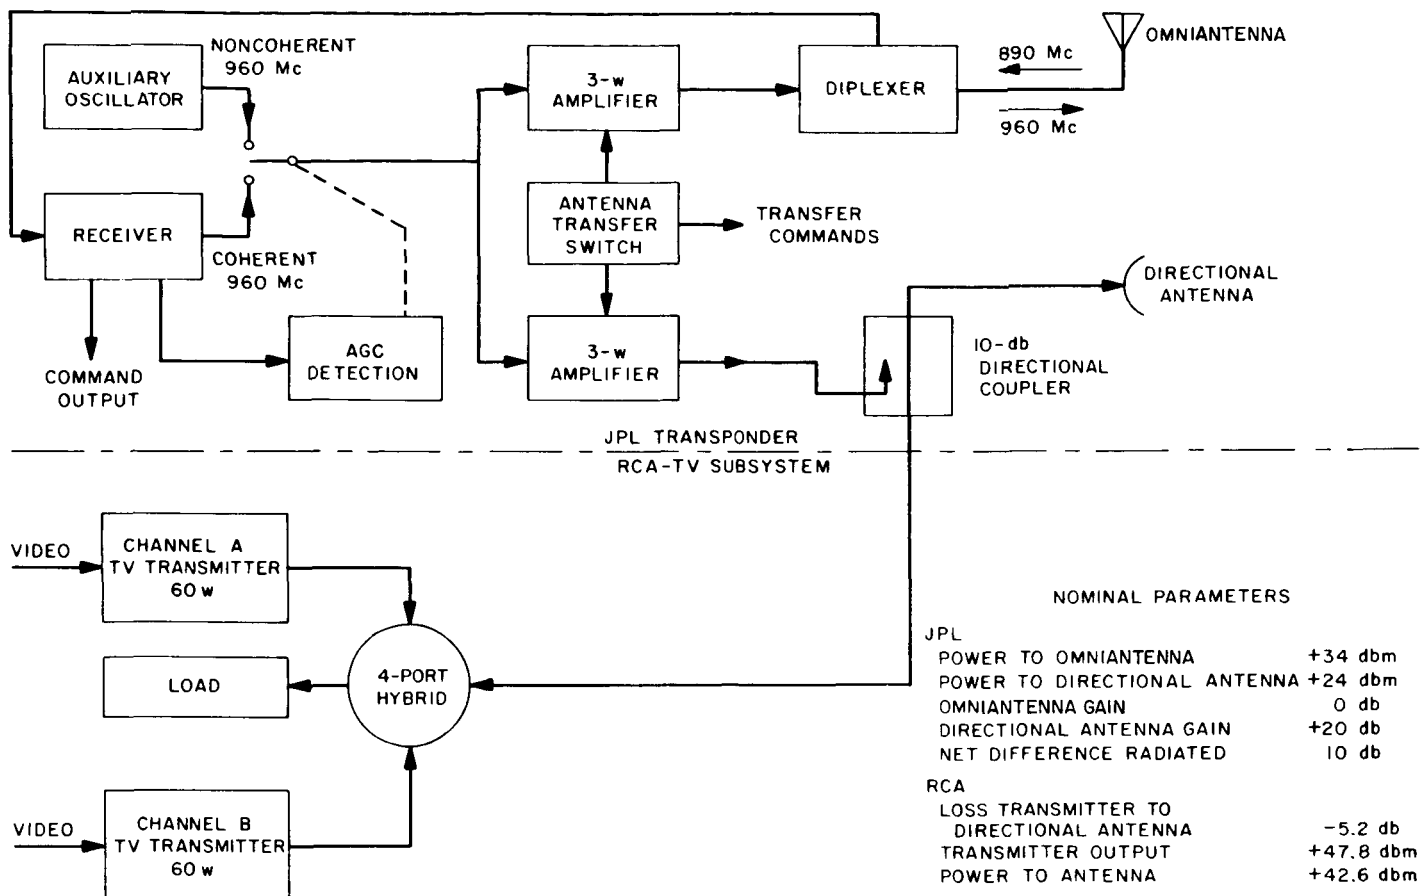 NONCOHERENT
960 Mc
AUXILIARY
OSCILLATOR
3-w
AMPLIFIER
DIPLEXER
890 Mc
960 Mc
OMNIANTENNA
RECEIVER
COHERENT
960 Mc
ANTENNA
TRANSFER
SWITCH
TRANSFER
COMMANDS
DIRECTIONAL
ANTENNA
COMMAND
OUTPUT
AGC
DETECTION
3-w
AMPLIFIER
10-db
DIRECTIONAL
COUPLER
JPL TRANSPONDER
RCA-TV SUBSYSTEM
VIDEO
CHANNEL A
TV TRANSMITTER
60 w
LOAD
4-PORT
HYBRID
VIDEO
CHANNEL B
TV TRANSMITTER
60 w
NOMINAL PARAMETERS
JPL
POWER TO OMNIANTENNA +34 dbm
POWER TO DIRECTIONAL ANTENNA +24 dbm
OMNIANTENNA GAIN 0 db
DIRECTIONAL ANTENNA GAIN +20 db
NET DIFFERENCE RADIATED 10 db
RCA
LOSS TRANSMITTER TO
DIRECTIONAL ANTENNA -5.2 db
TRANSMITTER OUTPUT +47.8 dbm
POWER TO ANTENNA +42.6 dbm